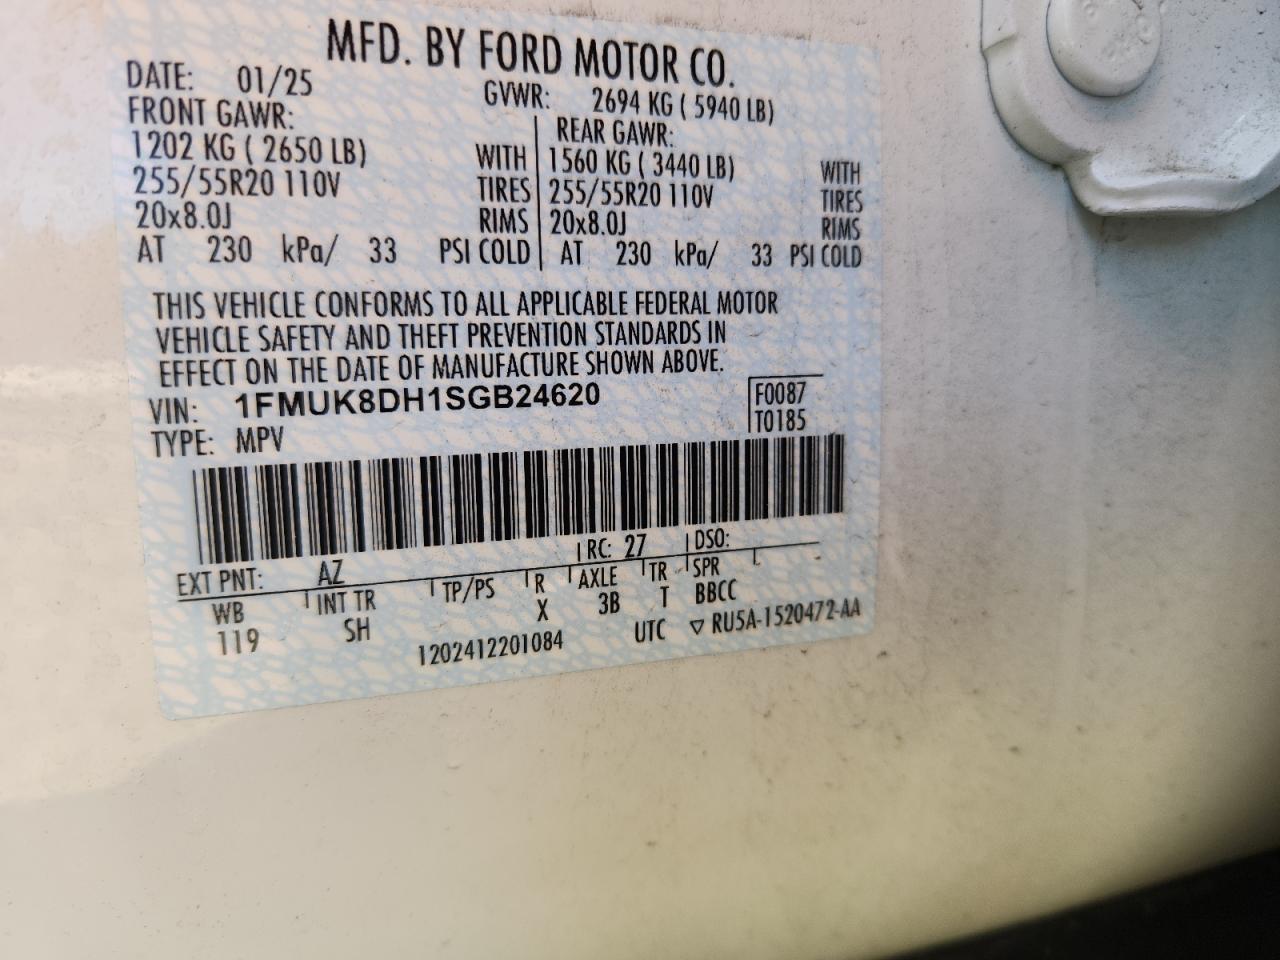 MFD. BY FORD MOTOR CO.
DATE: 01/25 GVWR: 2694 KG ( 5940 LB)
FRONT GAWR: REAR GAWR:
1202 KG ( 2650 LB) WITH 1560 KG ( 3440 LB) WITH
255/55R20 110V TIRES 255/55R20 110V TIRES
20x8.0J RIMS 20x8.0J RIMS
AT 230 kPa/ 33 PSI COLD AT 230 kPa/ 33 PSI COLD
THIS VEHICLE CONFORMS TO ALL APPLICABLE FEDERAL MOTOR
VEHICLE SAFETY AND THEFT PREVENTION STANDARDS IN
EFFECT ON THE DATE OF MANUFACTURE SHOWN ABOVE.
VIN: 1FMUK8DH1SGB24620 F0087
TYPE: MPV T0185
EXT PNT: AZ RC: 27 DSO:
WB INT TR TP/PS R AXLE TR SPR
119 SH X 3B T BBCC
1202412201084 UTC ▽ RU5A-1520472-AA